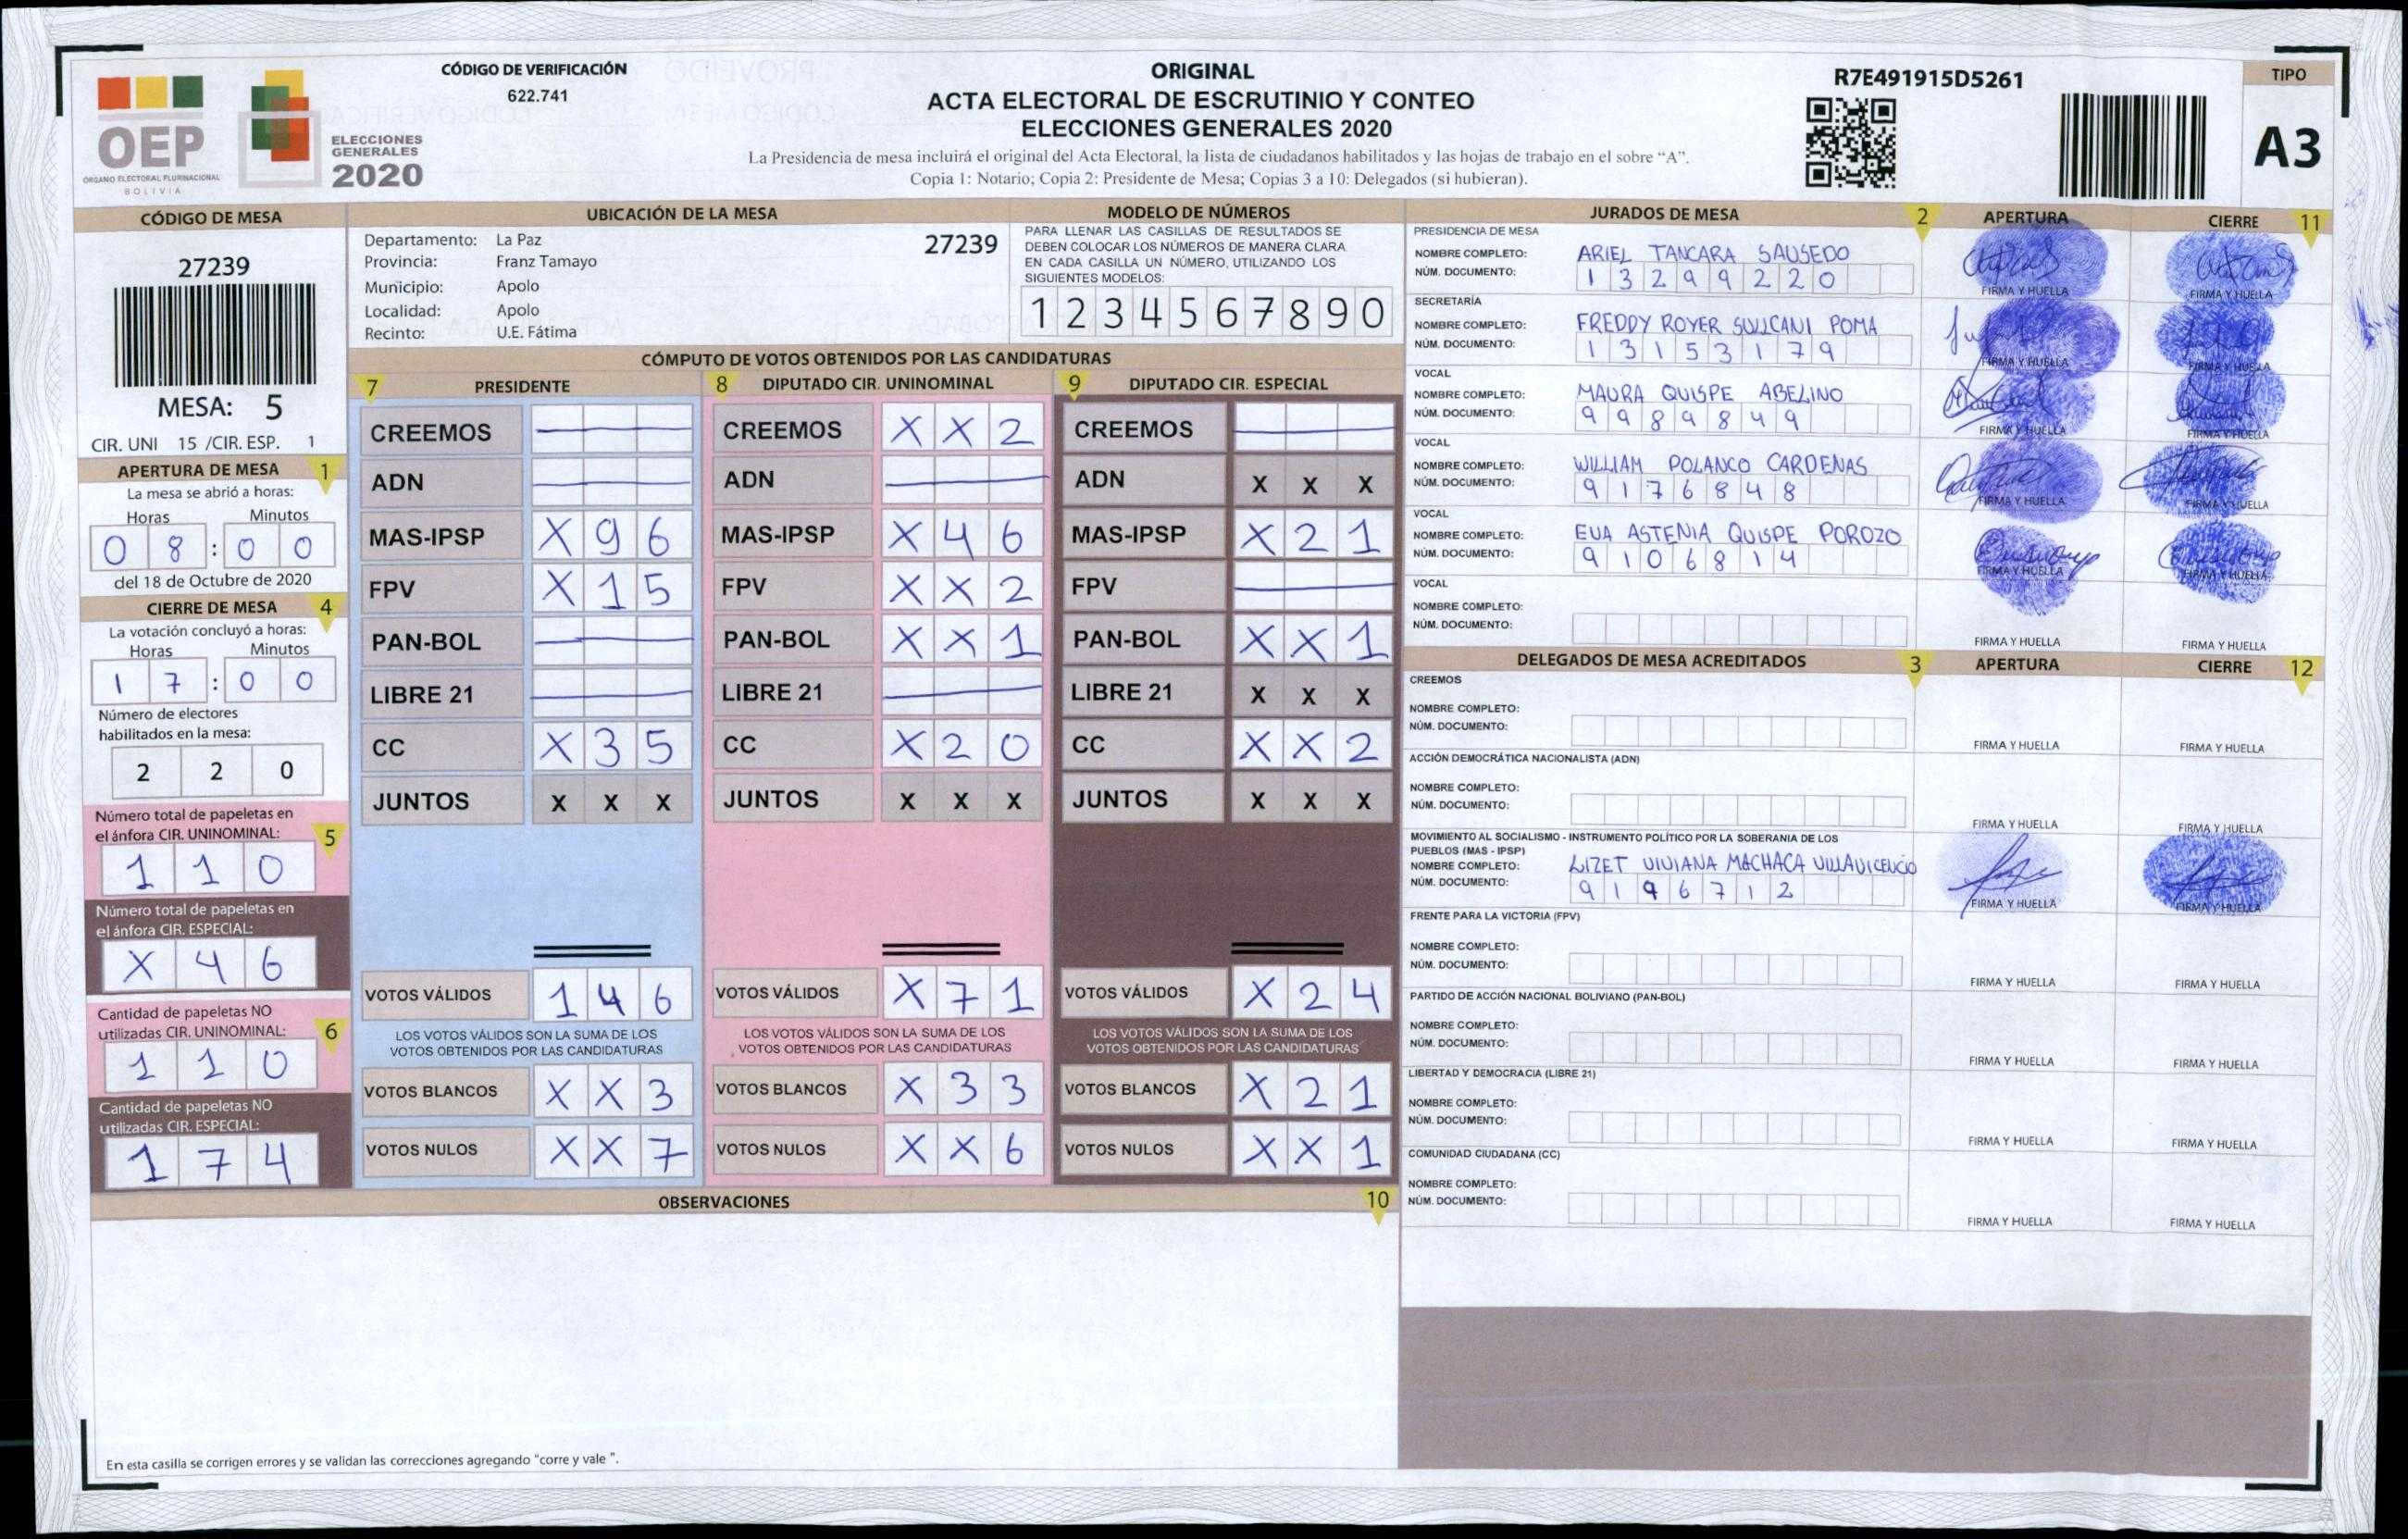 CÓDIGO DE VERIFICACIÓN
622.741
OEP
ÓRGANO ELECTORAL PLURINACIONAL
BOLIVIA
ELECCIONES
GENERALES
2020
ORIGINAL
ACTA ELECTORAL DE ESCRUTINIO Y CONTEO
ELECCIONES GENERALES 2020
La Presidencia de mesa incluirá el original del Acta Electoral, la lista de ciudadanos habilitados y las hojas de trabajo en el sobre “A”.
Copia 1: Notario; Copia 2: Presidente de Mesa; Copias 3 a 10: Delegados (si hubieran).
R7E491915D5261
TIPO
A3
CÓDIGO DE MESA
27239
MESA: 5
CIR. UNI 15 /CIR. ESP. 1
APERTURA DE MESA 1
La mesa se abrió a horas:
Horas Minutos
0 8 : 0 0
del 18 de Octubre de 2020
CIERRE DE MESA 4
La votación concluyó a horas:
Horas Minutos
1 7 : 0 0
Número de electores
habilitados en la mesa:
2 2 0
Número total de papeletas en
el ánfora CIR. UNINOMINAL: 5
1 1 0
Número total de papeletas en
el ánfora CIR. ESPECIAL:
X 4 6
Cantidad de papeletas NO
utilizadas CIR. UNINOMINAL: 6
1 1 0
Cantidad de papeletas NO
utilizadas CIR. ESPECIAL:
1 7 4
UBICACIÓN DE LA MESA
Departamento: La Paz 27239
Provincia: Franz Tamayo
Municipio: Apolo
Localidad: Apolo
Recinto: U.E. Fátima
MODELO DE NÚMEROS
PARA LLENAR LAS CASILLAS DE RESULTADOS SE
DEBEN COLOCAR LOS NÚMEROS DE MANERA CLARA
EN CADA CASILLA UN NÚMERO, UTILIZANDO LOS
SIGUIENTES MODELOS:
1 2 3 4 5 6 7 8 9 0
CÓMPUTO DE VOTOS OBTENIDOS POR LAS CANDIDATURAS
7 PRESIDENTE 8 DIPUTADO CIR. UNINOMINAL 9 DIPUTADO CIR. ESPECIAL
CREEMOS CREEMOS X X 2 CREEMOS
ADN ADN ADN X X X
MAS-IPSP X 9 6 MAS-IPSP X 4 6 MAS-IPSP X 2 1
FPV X 1 5 FPV X X 2 FPV
PAN-BOL PAN-BOL X X 1 PAN-BOL X X 1
LIBRE 21 LIBRE 21 LIBRE 21 X X X
CC X 3 5 CC X 2 0 CC X X 2
JUNTOS X X X JUNTOS X X X JUNTOS X X X
VOTOS VÁLIDOS 1 4 6 VOTOS VÁLIDOS X 7 1 VOTOS VÁLIDOS X 2 4
LOS VOTOS VÁLIDOS SON LA SUMA DE LOS LOS VOTOS VÁLIDOS SON LA SUMA DE LOS LOS VOTOS VÁLIDOS SON LA SUMA DE LOS
VOTOS OBTENIDOS POR LAS CANDIDATURAS VOTOS OBTENIDOS POR LAS CANDIDATURAS VOTOS OBTENIDOS POR LAS CANDIDATURAS
VOTOS BLANCOS X X 3 VOTOS BLANCOS X 3 3 VOTOS BLANCOS X 2 1
VOTOS NULOS X X 7 VOTOS NULOS X X 6 VOTOS NULOS X X 1
OBSERVACIONES 10
En esta casilla se corrigen errores y se validan las correcciones agregando “corre y vale ”.
JURADOS DE MESA 2 APERTURA CIERRE 11
PRESIDENCIA DE MESA
NOMBRE COMPLETO: ARIEL TANCARA SAUSEDO
NÚM. DOCUMENTO: 1 3 2 9 9 2 2 0
FIRMA Y HUELLA FIRMA Y HUELLA
SECRETARÍA
NOMBRE COMPLETO: FREDDY ROYER SULLCANI POMA
NÚM. DOCUMENTO: 1 3 1 5 3 1 7 9
FIRMA Y HUELLA FIRMA Y HUELLA
VOCAL
NOMBRE COMPLETO: MAURA QUISPE ABELINO
NÚM. DOCUMENTO: 9 9 8 9 8 4 9
FIRMA Y HUELLA FIRMA Y HUELLA
VOCAL
NOMBRE COMPLETO: WILLIAM POLANCO CARDENAS
NÚM. DOCUMENTO: 9 1 7 6 8 4 8
FIRMA Y HUELLA FIRMA Y HUELLA
VOCAL
NOMBRE COMPLETO: EVA ASTENIA QUISPE POROZO
NÚM. DOCUMENTO: 9 1 0 6 8 1 4
FIRMA Y HUELLA FIRMA Y HUELLA
VOCAL
NOMBRE COMPLETO:
NÚM. DOCUMENTO:
FIRMA Y HUELLA FIRMA Y HUELLA
DELEGADOS DE MESA ACREDITADOS 3 APERTURA CIERRE 12
CREEMOS
NOMBRE COMPLETO:
NÚM. DOCUMENTO:
FIRMA Y HUELLA FIRMA Y HUELLA
ACCIÓN DEMOCRÁTICA NACIONALISTA (ADN)
NOMBRE COMPLETO:
NÚM. DOCUMENTO:
FIRMA Y HUELLA FIRMA Y HUELLA
MOVIMIENTO AL SOCIALISMO - INSTRUMENTO POLÍTICO POR LA SOBERANIA DE LOS
PUEBLOS (MAS - IPSP)
NOMBRE COMPLETO: LIZET VIVIANA MACHACA VILLAVICENCIO
NÚM. DOCUMENTO: 9 1 9 6 7 1 2
FIRMA Y HUELLA FIRMA Y HUELLA
FRENTE PARA LA VICTORIA (FPV)
NOMBRE COMPLETO:
NÚM. DOCUMENTO:
FIRMA Y HUELLA FIRMA Y HUELLA
PARTIDO DE ACCIÓN NACIONAL BOLIVIANO (PAN-BOL)
NOMBRE COMPLETO:
NÚM. DOCUMENTO:
FIRMA Y HUELLA FIRMA Y HUELLA
LIBERTAD Y DEMOCRACIA (LIBRE 21)
NOMBRE COMPLETO:
NÚM. DOCUMENTO:
FIRMA Y HUELLA FIRMA Y HUELLA
COMUNIDAD CIUDADANA (CC)
NOMBRE COMPLETO:
NÚM. DOCUMENTO:
FIRMA Y HUELLA FIRMA Y HUELLA